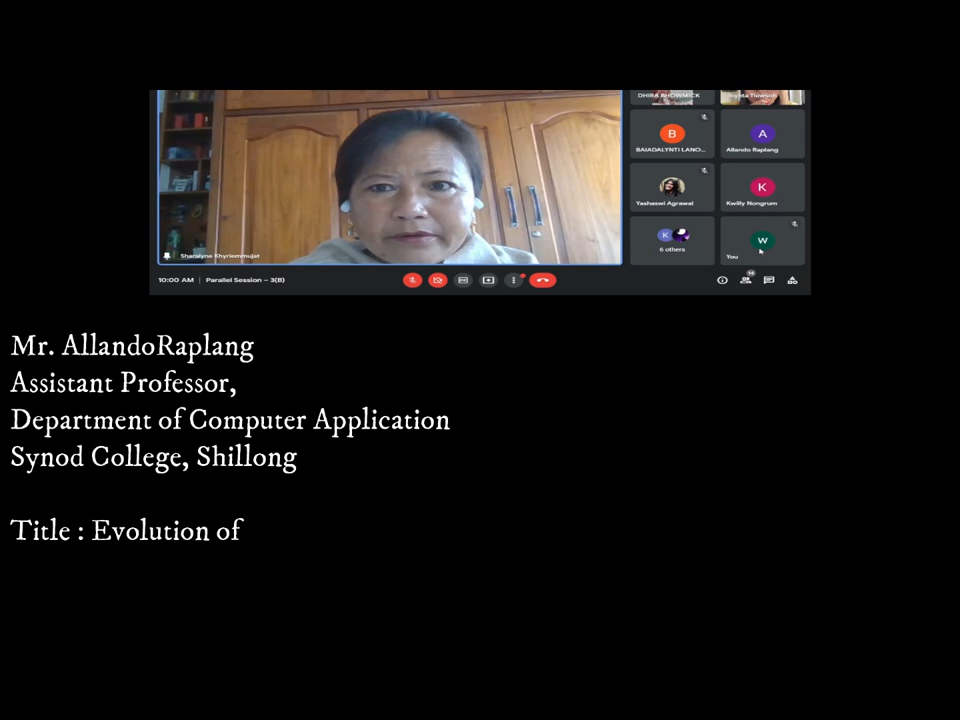 DHIRA BHOWMICK
B
A
BAIADALYNTI LANO...
Allando Raplang
K
Yashaswi Agrawal
Kwilly Nongrum
K
W
6 others
You
Sharalyne Khyriemmujat
10:00 AM | Parallel Session – 3(B)
Mr. AllandoRaplang
Assistant Professor,
Department of Computer Application
Synod College, Shillong
Title : Evolution of